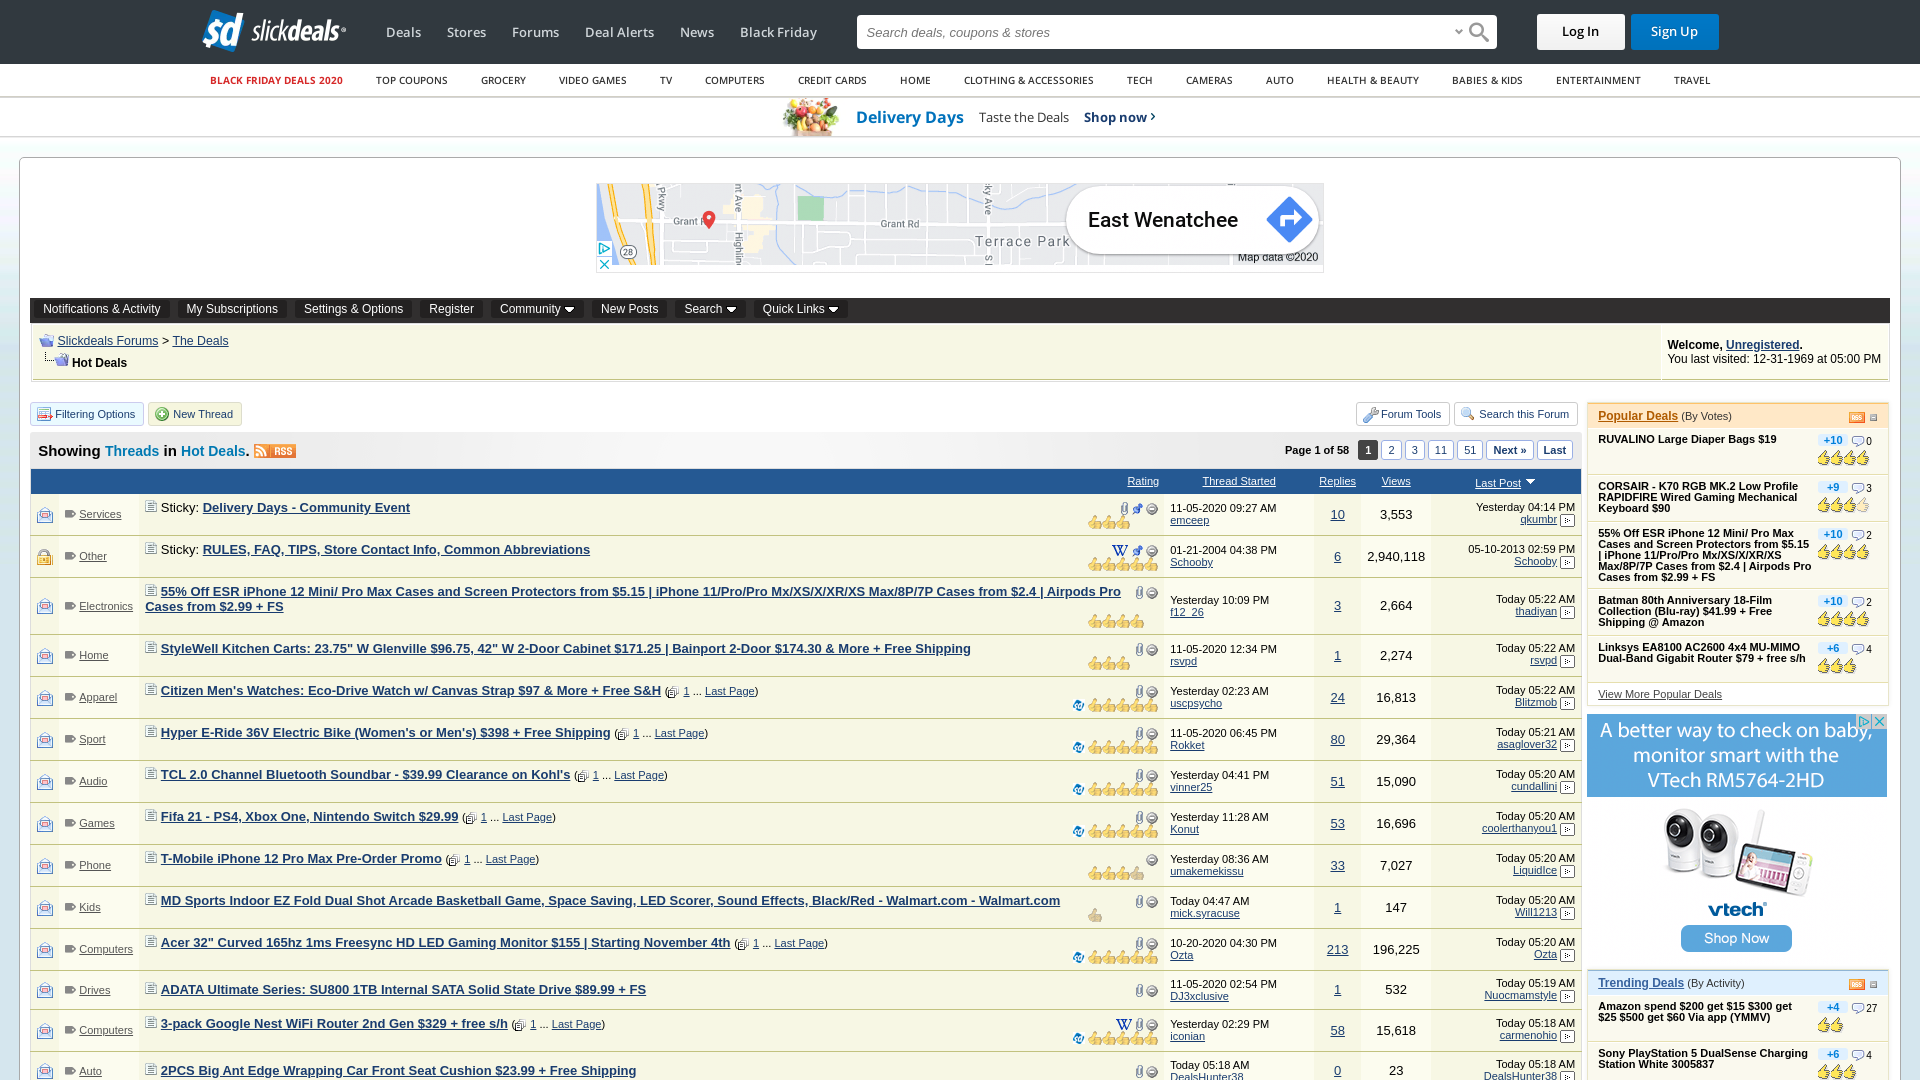 slickdeals
Deals Stores Forums Deal Alerts News Black Friday
Search deals, coupons & stores
Log In Sign Up
BLACK FRIDAY DEALS 2020 TOP COUPONS GROCERY VIDEO GAMES TV COMPUTERS CREDIT CARDS HOME CLOTHING & ACCESSORIES TECH CAMERAS AUTO HEALTH & BEAUTY BABIES & KIDS ENTERTAINMENT TRAVEL
Delivery Days Taste the Deals Shop now ›
Grant Rd
Terrace Park
28
East Wenatchee
Map data ©2020
Notifications & Activity My Subscriptions Settings & Options Register Community New Posts Search Quick Links
Slickdeals Forums > The Deals
Hot Deals
Welcome, Unregistered.
You last visited: 12-31-1969 at 05:00 PM
Filtering Options New Thread
Forum Tools Search this Forum
Showing Threads in Hot Deals. RSS
Page 1 of 58 1 2 3 11 51 Next » Last
Rating Thread Started Replies Views Last Post
Services Sticky: Delivery Days - Community Event 11-05-2020 09:27 AM emceep 10 3,553 Yesterday 04:14 PM qkumbr
Other Sticky: RULES, FAQ, TIPS, Store Contact Info, Common Abbreviations 01-21-2004 04:38 PM Schooby 6 2,940,118 05-10-2013 02:59 PM Schooby
Electronics 55% Off ESR iPhone 12 Mini/ Pro Max Cases and Screen Protectors from $5.15 | iPhone 11/Pro/Pro Mx/XS/X/XR/XS Max/8P/7P Cases from $2.4 | Airpods Pro
Cases from $2.99 + FS Yesterday 10:09 PM f12_26 3 2,664 Today 05:22 AM thadiyan
Home StyleWell Kitchen Carts: 23.75" W Glenville $96.75, 42" W 2-Door Cabinet $171.25 | Bainport 2-Door $174.30 & More + Free Shipping 11-05-2020 12:34 PM rsvpd 1 2,274 Today 05:22 AM rsvpd
Apparel Citizen Men's Watches: Eco-Drive Watch w/ Canvas Strap $97 & More + Free S&H ( 1 ... Last Page) Yesterday 02:23 AM uscpsycho 24 16,813 Today 05:22 AM Blitzmob
Sport Hyper E-Ride 36V Electric Bike (Women's or Men's) $398 + Free Shipping ( 1 ... Last Page) 11-05-2020 06:45 PM Rokket 80 29,364 Today 05:21 AM asaglover32
Audio TCL 2.0 Channel Bluetooth Soundbar - $39.99 Clearance on Kohl's ( 1 ... Last Page) Yesterday 04:41 PM vinner25 51 15,090 Today 05:20 AM cundallini
Games Fifa 21 - PS4, Xbox One, Nintendo Switch $29.99 ( 1 ... Last Page) Yesterday 11:28 AM Konut 53 16,696 Today 05:20 AM coolerthanyou1
Phone T-Mobile iPhone 12 Pro Max Pre-Order Promo ( 1 ... Last Page) Yesterday 08:36 AM umakemekissu 33 7,027 Today 05:20 AM LiquidIce
Kids MD Sports Indoor EZ Fold Dual Shot Arcade Basketball Game, Space Saving, LED Scorer, Sound Effects, Black/Red - Walmart.com - Walmart.com Today 04:47 AM mick.syracuse 1 147 Today 05:20 AM Will1213
Computers Acer 32" Curved 165hz 1ms Freesync HD LED Gaming Monitor $155 | Starting November 4th ( 1 ... Last Page) 10-20-2020 04:30 PM Ozta 213 196,225 Today 05:20 AM Ozta
Drives ADATA Ultimate Series: SU800 1TB Internal SATA Solid State Drive $89.99 + FS 11-05-2020 02:54 PM DJ3xclusive 1 532 Today 05:19 AM Nuocmamstyle
Computers 3-pack Google Nest WiFi Router 2nd Gen $329 + free s/h ( 1 ... Last Page) Yesterday 02:29 PM iconian 58 15,618 Today 05:18 AM carmenohio
Auto 2PCS Big Ant Edge Wrapping Car Front Seat Cushion $23.99 + Free Shipping Today 05:18 AM DealsHunter38 0 23 Today 05:18 AM DealsHunter38
Popular Deals (By Votes)
RUVALINO Large Diaper Bags $19 +10 0
CORSAIR - K70 RGB MK.2 Low Profile +9 3
RAPIDFIRE Wired Gaming Mechanical
Keyboard $90
55% Off ESR iPhone 12 Mini/ Pro Max +10 2
Cases and Screen Protectors from $5.15
| iPhone 11/Pro/Pro Mx/XS/X/XR/XS
Max/8P/7P Cases from $2.4 | Airpods Pro
Cases from $2.99 + FS
Batman 80th Anniversary 18-Film +10 2
Collection (Blu-ray) $41.99 + Free
Shipping @ Amazon
Linksys EA8100 AC2600 4x4 MU-MIMO +6 4
Dual-Band Gigabit Router $79 + free s/h
View More Popular Deals
A better way to check on baby,
monitor smart with the
VTech RM5764-2HD
vtech
Shop Now
Trending Deals (By Activity)
Amazon spend $200 get $15 $300 get +4 27
$25 $500 get $60 Via app (YMMV)
Sony PlayStation 5 DualSense Charging +6 4
Station White 3005837